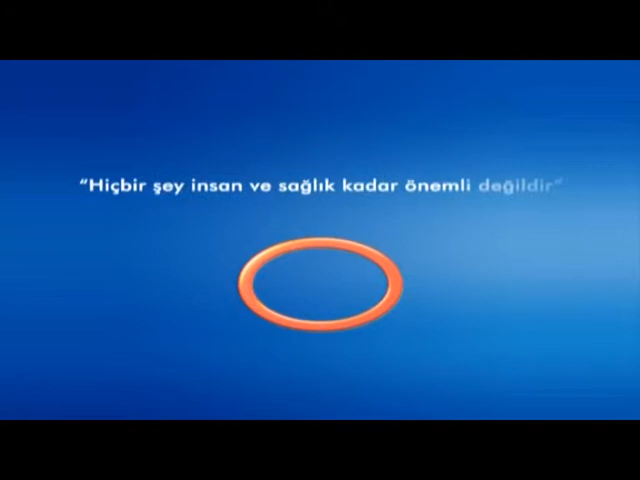 “Hiçbir şey insan ve sağlık kadar önemli değildir”